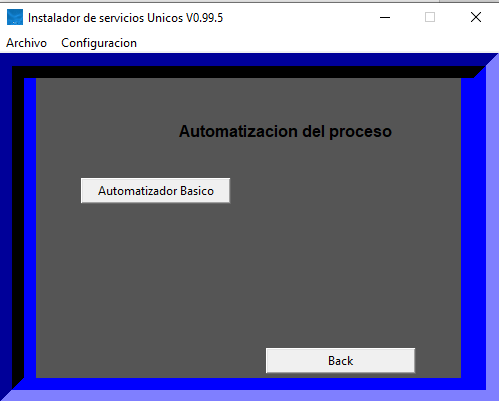 Instalador de servicios Unicos V0.99.5
Archivo Configuracion
Automatizacion del proceso
Automatizador Basico
Back